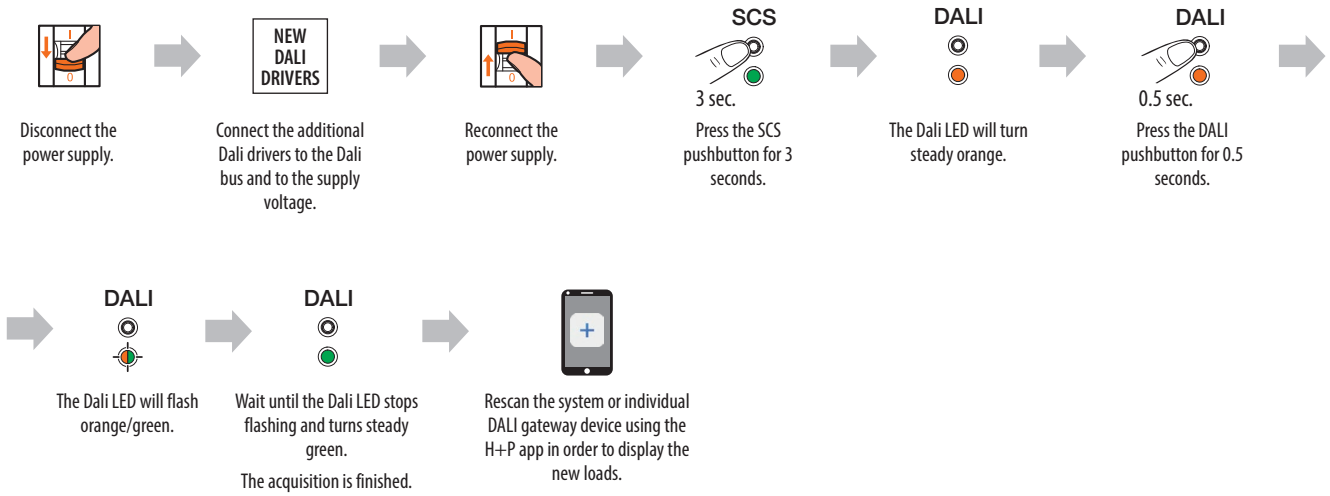 I
0
Disconnect the
power supply.
NEW
DALI
DRIVERS
Connect the additional
Dali drivers to the Dali
bus and to the supply
voltage.
I
0
Reconnect the
power supply.
SCS
3 sec.
Press the SCS
pushbutton for 3
seconds.
DALI
The Dali LED will turn
steady orange.
DALI
0.5 sec.
Press the DALI
pushbutton for 0.5
seconds.
DALI
The Dali LED will flash
orange/green.
DALI
Wait until the Dali LED stops
flashing and turns steady
green.
The acquisition is finished.
+
Rescan the system or individual
DALI gateway device using the
H+P app in order to display the
new loads.